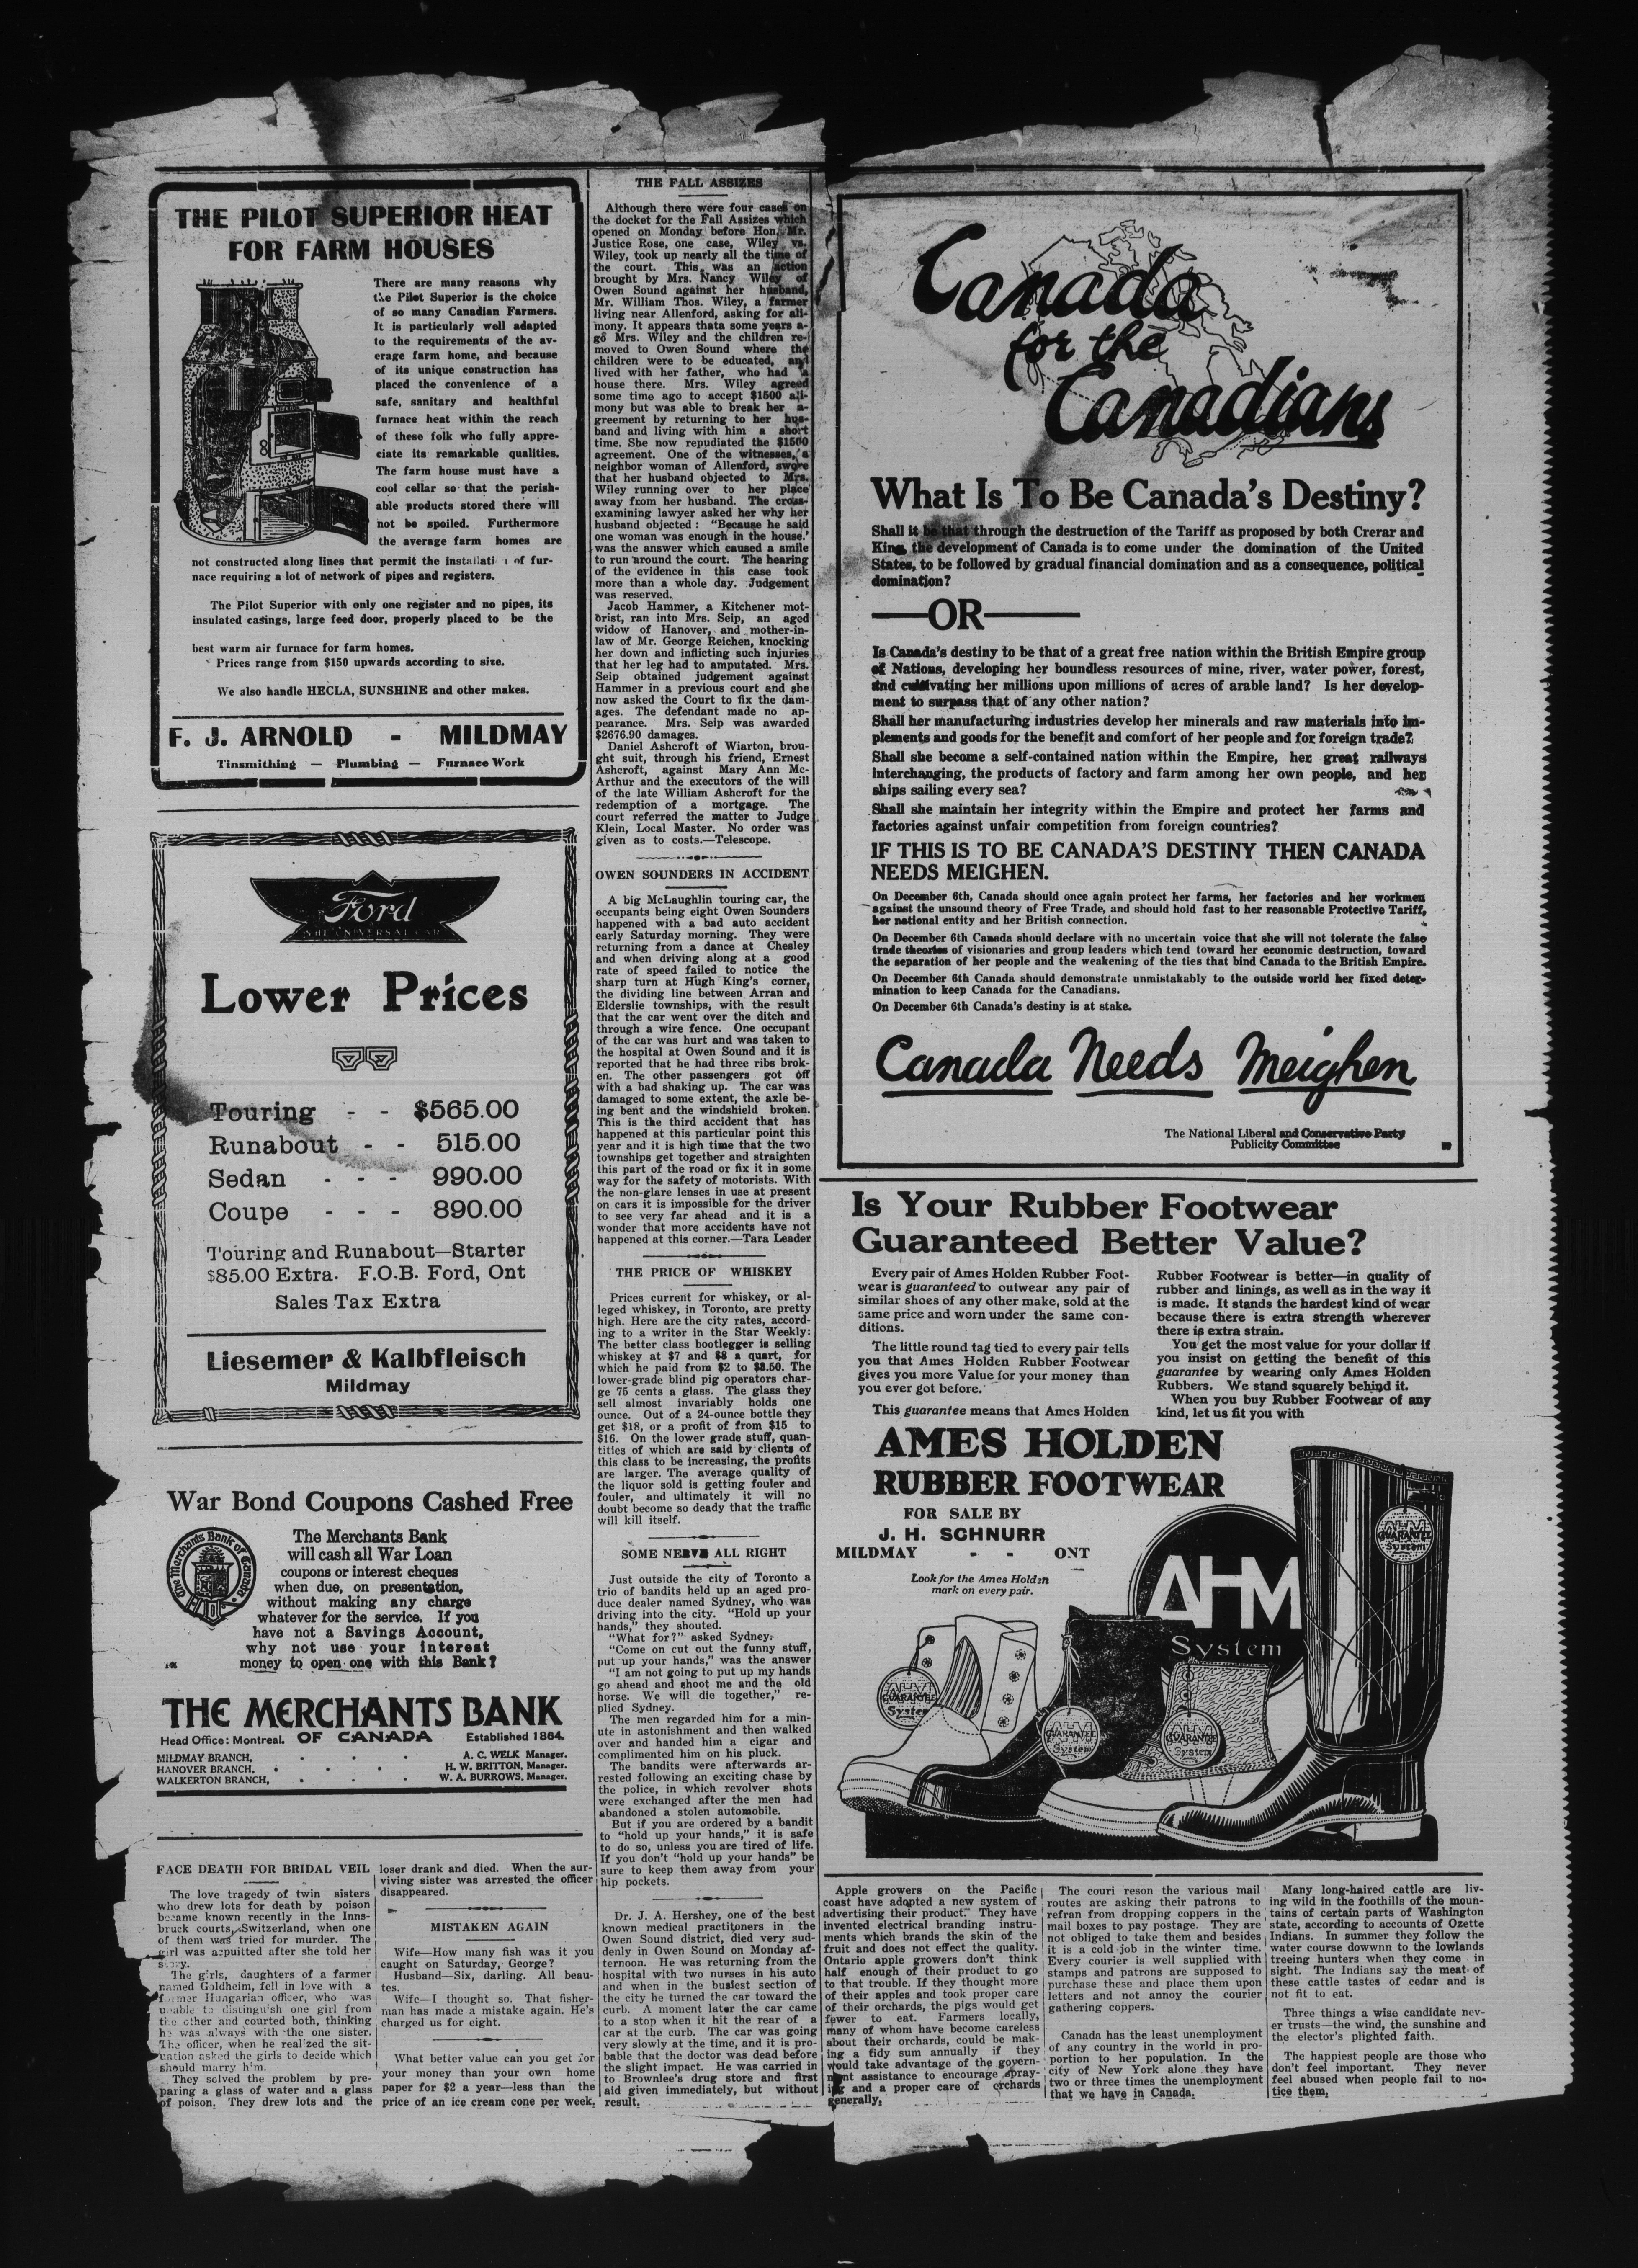 THE PILOT SUPERIOR HEAT
FOR FARM HOUSES
There are many reasons why
the Pilot Superior is the choice
of so many Canadian Farmers.
It is particularly well adapted
to the requirements of the av-
erage farm home, and because
of its unique construction has
placed the convenience of a
safe, sanitary and healthful
furnace heat within the reach
of these folk who fully appre-
ciate its remarkable qualities.
The farm house must have a
cool cellar so that the perish-
able products stored there will
not be spoiled. Furthermore
the average farm homes are
not constructed along lines that permit the installati of fur-
nace requiring a lot of network of pipes and registers.
The Pilot Superior with only one register and no pipes, its
insulated casings, large feed door, properly placed to be the
best warm air furnace for farm homes.
Prices range from $150 upwards according to size.
We also handle HECLA, SUNSHINE and other makes.
F. J. ARNOLD - MILDMAY
Tinsmithing — Plumbing — Furnace Work
Ford
THE UNIVERSAL CAR
Lower Prices
Touring - - $565.00
Runabout - - 515.00
Sedan - - - 990.00
Coupe - - - 890.00
Touring and Runabout—Starter
$85.00 Extra. F.O.B. Ford, Ont
Sales Tax Extra
Liesemer & Kalbfleisch
Mildmay
War Bond Coupons Cashed Free
The Merchants Bank of Canada
The Merchants Bank
will cash all War Loan
coupons or interest cheques
when due, on presentation,
without making any charge
whatever for the service. If you
have not a Savings Account,
why not use your interest
money to open one with this Bank?
THE MERCHANTS BANK
Head Office: Montreal. OF CANADA Established 1864.
MILDMAY BRANCH, - - - A. C. WELK Manager.
HANOVER BRANCH, - - - H. W. BRITTON, Manager.
WALKERTON BRANCH, - - - W. A. BURROWS, Manager.
FACE DEATH FOR BRIDAL VEIL
The love tragedy of twin sisters
who drew lots for death by poison
became known recently in the Inns-
bruck courts, Switzerland, when one
of them was tried for murder. The
girl was acpuitted after she told her
story.
The girls, daughters of a farmer
named Goldheim, fell in love with a
former Hungarian officer, who was
unable to distinguish one girl from
the other and courted both, thinking
he was always with the one sister.
The officer, when he realized the sit-
uation asked the girls to decide which
should marry him.
They solved the problem by pre-
paring a glass of water and a glass
of poison. They drew lots and the
loser drank and died. When the sur-
viving sister was arrested the officer
disappeared.
MISTAKEN AGAIN
Wife—How many fish was it you
caught on Saturday, George?
Husband—Six, darling. All beau-
tes.
Wife—I thought so. That fisher-
man has made a mistake again. He's
charged us for eight.
What better value can you get for
your money than your own home
paper for $2 a year—less than the
price of an ice cream cone per week.
THE FALL ASSIZES
Although there were four cases on
the docket for the Fall Assizes which
opened on Monday before Hon. Mr.
Justice Rose, one case, Wiley vs.
Wiley, took up nearly all the time of
the court. This was an action
brought by Mrs. Nancy Wiley of
Owen Sound against her husband,
Mr. William Thos. Wiley, a farmer
living near Allenford, asking for ali-
mony. It appears thata some years a-
go Mrs. Wiley and the children re-
moved to Owen Sound where the
children were to be educated, and
lived with her father, who had a
house there. Mrs. Wiley agreed
some time ago to accept $1500 ali-
mony but was able to break her a-
greement by returning to her hus-
band and living with him a short
time. She now repudiated the $1500
agreement. One of the witnesses, a
neighbor woman of Allenford, swore
that her husband objected to Mrs.
Wiley running over to her place
away from her husband. The cross-
examining lawyer asked her why her
husband objected : "Because he said
one woman was enough in the house.'
was the answer which caused a smile
to run around the court. The hearing
of the evidence in this case took
more than a whole day. Judgement
was reserved.
Jacob Hammer, a Kitchener mot-
orist, ran into Mrs. Seip, an aged
widow of Hanover, and mother-in-
law of Mr. George Reichen, knocking
her down and inflicting such injuries
that her leg had to amputated. Mrs.
Seip obtained judgement against
Hammer in a previous court and she
now asked the Court to fix the dam-
ages. The defendant made no ap-
pearance. Mrs. Seip was awarded
$2676.90 damages.
Daniel Ashcroft of Wiarton, brou-
ght suit, through his friend, Ernest
Ashcroft, against Mary Ann Mc-
Arthur and the executors of the will
of the late William Ashcroft for the
redemption of a mortgage. The
court referred the matter to Judge
Klein, Local Master. No order was
given as to costs.—Telescope.
OWEN SOUNDERS IN ACCIDENT
A big McLaughlin touring car, the
occupants being eight Owen Sounders
happened with a bad auto accident
early Saturday morning. They were
returning from a dance at Chesley
and when driving along at a good
rate of speed failed to notice the
sharp turn at Hugh King's corner,
the dividing line between Arran and
Elderslie townships, with the result
that the car went over the ditch and
through a wire fence. One occupant
of the car was hurt and was taken to
the hospital at Owen Sound and it is
reported that he had three ribs brok-
en. The other passengers got off
with a bad shaking up. The car was
damaged to some extent, the axle be-
ing bent and the windshield broken.
This is the third accident that has
happened at this particular point this
year and it is high time that the two
townships get together and straighten
this part of the road or fix it in some
way for the safety of motorists. With
the non-glare lenses in use at present
on cars it is impossible for the driver
to see very far ahead and it is a
wonder that more accidents have not
happened at this corner.—Tara Leader
THE PRICE OF WHISKEY
Prices current for whiskey, or al-
leged whiskey, in Toronto, are pretty
high. Here are the city rates, accord-
ing to a writer in the Star Weekly:
The better class bootlegger is selling
whiskey at $7 and $8 a quart, for
which he paid from $2 to $3.50. The
lower-grade blind pig operators char-
ge 75 cents a glass. The glass they
sell almost invariably holds one
ounce. Out of a 24-ounce bottle they
get $18, or a profit of from $15 to
$16. On the lower grade stuff, quan-
tities of which are said by clients of
this class to be increasing, the profits
are larger. The average quality of
the liquor sold is getting fouler and
fouler, and ultimately it will no
doubt become so deady that the traffic
will kill itself.
SOME NERVE ALL RIGHT
Just outside the city of Toronto a
trio of bandits held up an aged pro-
duce dealer named Sydney, who was
driving into the city. "Hold up your
hands," they shouted.
"What for?" asked Sydney.
"Come on cut out the funny stuff,
put up your hands," was the answer
"I am not going to put up my hands
go ahead and shoot me and the old
horse. We will die together," re-
plied Sydney.
The men regarded him for a min-
ute in astonishment and then walked
over and handed him a cigar and
complimented him on his pluck.
The bandits were afterwards ar-
rested following an exciting chase by
the police, in which revolver shots
were exchanged after the men had
abandoned a stolen automobile.
But if you are ordered by a bandit
to "hold up your hands," it is safe
to do so, unless you are tired of life.
If you don't "hold up your hands" be
sure to keep them away from your
hip pockets.
Dr. J. A. Hershey, one of the best
known medical practitoners in the
Owen Sound district, died very sud-
denly in Owen Sound on Monday af-
ternoon. He was returning from the
hospital with two nurses in his auto
and when in the busiest section of
the city he turned the car toward the
curb. A moment later the car came
to a stop when it hit the rear of a
car at the curb. The car was going
very slowly at the time, and it is pro-
bable that the doctor was dead before
the slight impact. He was carried in
to Brownlee's drug store and first
aid given immediately, but without
result.
Canada
for the
Canadians
What Is To Be Canada's Destiny?
Shall it be that through the destruction of the Tariff as proposed by both Crerar and
King, the development of Canada is to come under the domination of the United
States, to be followed by gradual financial domination and as a consequence, political
domination?
—OR—
Is Canada's destiny to be that of a great free nation within the British Empire group
of Nations, developing her boundless resources of mine, river, water power, forest,
and cultivating her millions upon millions of acres of arable land? Is her develop-
ment to surpass that of any other nation?
Shall her manufacturing industries develop her minerals and raw materials into im-
plements and goods for the benefit and comfort of her people and for foreign trade?
Shall she become a self-contained nation within the Empire, her great railways
interchanging, the products of factory and farm among her own people, and her
ships sailing every sea?
Shall she maintain her integrity within the Empire and protect her farms and
factories against unfair competition from foreign countries?
IF THIS IS TO BE CANADA'S DESTINY THEN CANADA
NEEDS MEIGHEN.
On December 6th, Canada should once again protect her farms, her factories and her workmen
against the unsound theory of Free Trade, and should hold fast to her reasonable Protective Tariff,
her national entity and her British connection.
On December 6th Canada should declare with no uncertain voice that she will not tolerate the false
trade theories of visionaries and group leaders which tend toward her economic destruction, toward
the separation of her people and the weakening of the ties that bind Canada to the British Empire.
On December 6th Canada should demonstrate unmistakably to the outside world her fixed deter-
mination to keep Canada for the Canadians.
On December 6th Canada's destiny is at stake.
Canada Needs Meighen
The National Liberal and Conservative Party
Publicity Committee
Is Your Rubber Footwear
Guaranteed Better Value?
Every pair of Ames Holden Rubber Foot-
wear is guaranteed to outwear any pair of
similar shoes of any other make, sold at the
same price and worn under the same con-
ditions.
The little round tag tied to every pair tells
you that Ames Holden Rubber Footwear
gives you more Value for your money than
you ever got before.
This guarantee means that Ames Holden
Rubber Footwear is better—in quality of
rubber and linings, as well as in the way it
is made. It stands the hardest kind of wear
because there is extra strength wherever
there is extra strain.
You get the most value for your dollar if
you insist on getting the benefit of this
guarantee by wearing only Ames Holden
Rubbers. We stand squarely behind it.
When you buy Rubber Footwear of any
kind, let us fit you with
AMES HOLDEN
RUBBER FOOTWEAR
FOR SALE BY
J. H. SCHNURR
MILDMAY - - ONT
Look for the Ames Holden
mark on every pair.
AHM
System
AHM
GUARANTEE
System
AHM
GUARANTEE
System
AHM
GUARANTEE
System
AHM
GUARANTEE
System
Apple growers on the Pacific
coast have adopted a new system of
advertising their product. They have
invented electrical branding instru-
ments which brands the skin of the
fruit and does not effect the quality.
Ontario apple growers don't think
half enough of their product to go
to that trouble. If they thought more
of their apples and took proper care
of their orchards, the pigs would get
fewer to eat. Farmers locally,
many of whom have become careless
about their orchards, could be mak-
ing a fidy sum annually if they
would take advantage of the govern-
ment assistance to encourage spray-
ing and a proper care of orchards
generally.
The couri reson the various mail
routes are asking their patrons to
refran from dropping coppers in the
mail boxes to pay postage. They are
not obliged to take them and besides
it is a cold job in the winter time.
Every courier is well supplied with
stamps and patrons are supposed to
purchase these and place them upon
letters and not annoy the courier
gathering coppers.
Canada has the least unemployment
of any country in the world in pro-
portion to her population. In the
city of New York alone they have
two or three times the unemployment
that we have in Canada.
Many long-haired cattle are liv-
ing wild in the foothills of the moun-
tains of certain parts of Washington
state, according to accounts of Ozette
Indians. In summer they follow the
water course downwn to the lowlands
treeing hunters when they come in
sight. The Indians say the meat of
these cattle tastes of cedar and is
not fit to eat.
Three things a wise candidate nev-
er trusts—the wind, the sunshine and
the elector's plighted faith.
The happiest people are those who
don't feel important. They never
feel abused when people fail to no-
tice them.